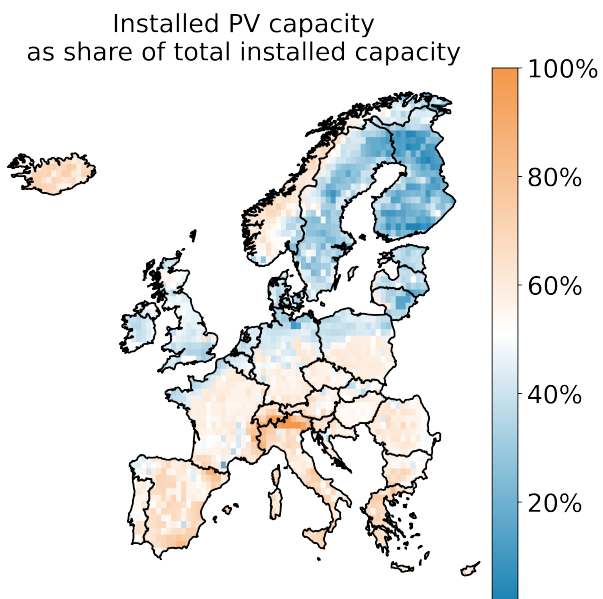 Installed PV capacity
as share of total installed capacity
100%
80%
60%
40%
20%